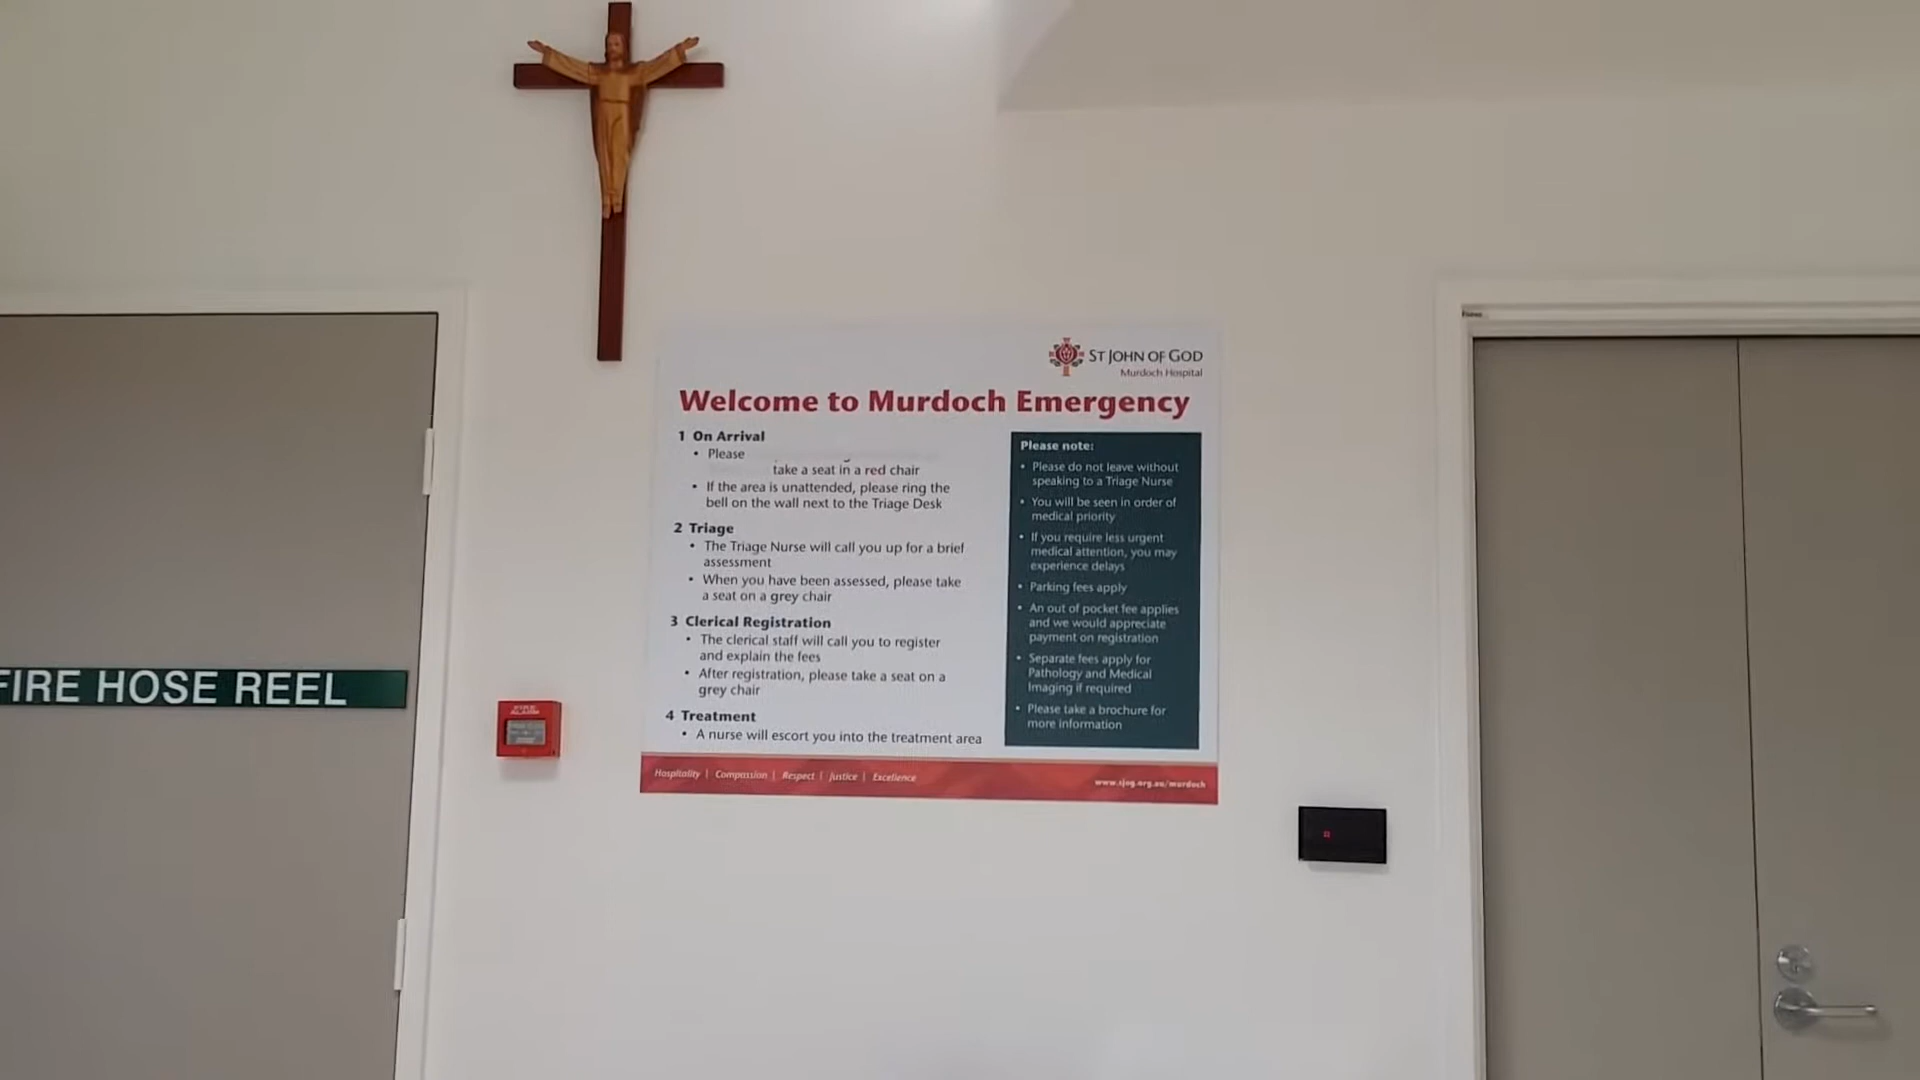 ST JOHN OF GOD
Murdoch Hospital
Welcome to Murdoch Emergency
1 On Arrival
• Please
take a seat in a red chair
• If the area is unattended, please ring the
bell on the wall next to the Triage Desk
2 Triage
• The Triage Nurse will call you up for a brief
assessment
• When you have been assessed, please take
a seat on a grey chair
3 Clerical Registration
• The clerical staff will call you to register
and explain the fees
• After registration, please take a seat on a
grey chair
4 Treatment
• A nurse will escort you into the treatment area
Please note:
• Please do not leave without
speaking to a Triage Nurse
• You will be seen in order of
medical priority
• If you require less urgent
medical attention, you may
experience delays
• Parking fees apply
• An out of pocket fee applies
and we would appreciate
payment on registration
• Separate fees apply for
Pathology and Medical
Imaging if required
• Please take a brochure for
more information
Hospitality | Compassion | Respect | Justice | Excellence
www.sjog.org.au/murdoch
FIRE HOSE REEL
FIRE
ALARM